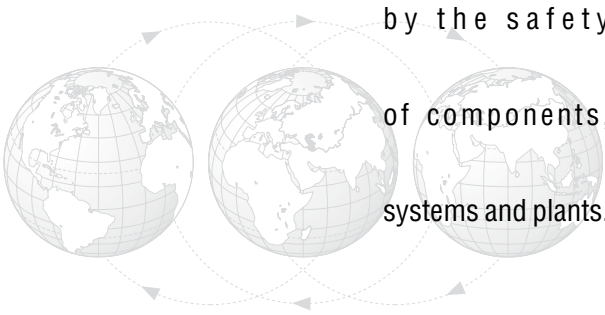 by the safety
of components,
systems and plants.